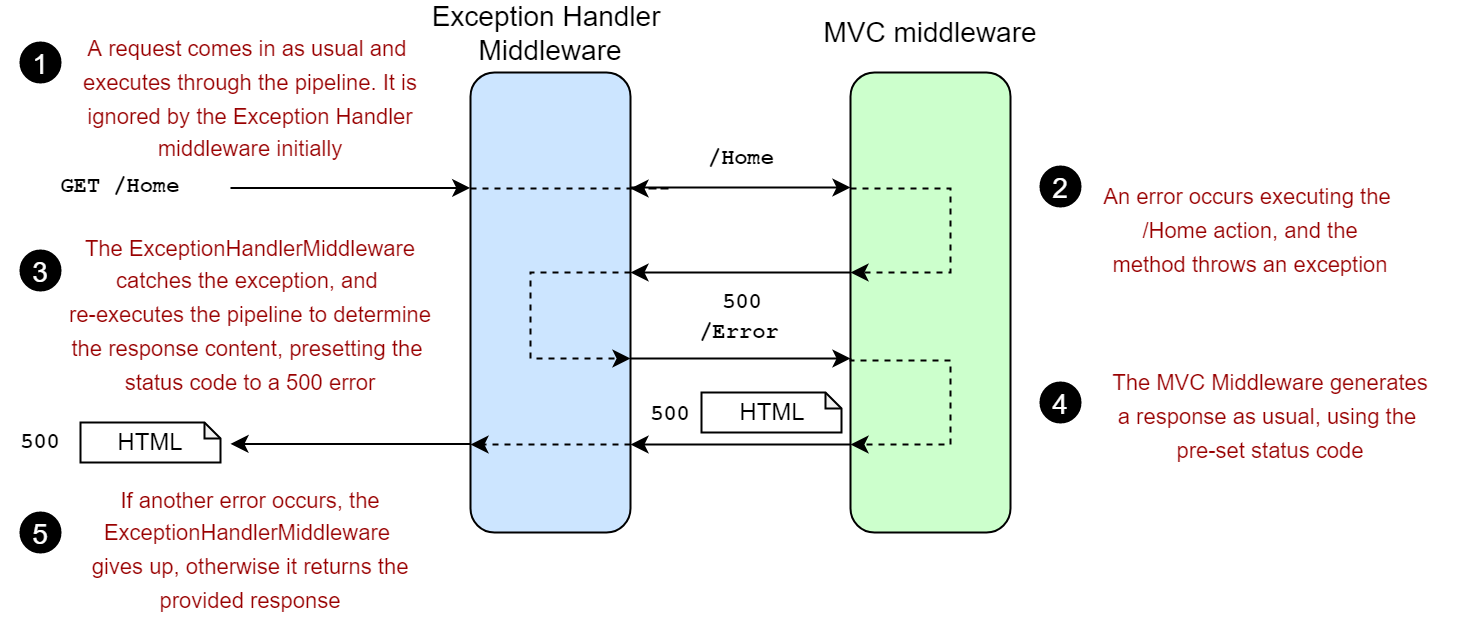 Exception Handler
Middleware
MVC middleware
1
A request comes in as usual and
executes through the pipeline. It is
ignored by the Exception Handler
middleware initially
GET /Home
/Home
2
An error occurs executing the
/Home action, and the
method throws an exception
3
The ExceptionHandlerMiddleware
catches the exception, and
re-executes the pipeline to determine
the response content, presetting the
status code to a 500 error
500
/Error
4
The MVC Middleware generates
a response as usual, using the
pre-set status code
500 HTML
500 HTML
5
If another error occurs, the
ExceptionHandlerMiddleware
gives up, otherwise it returns the
provided response